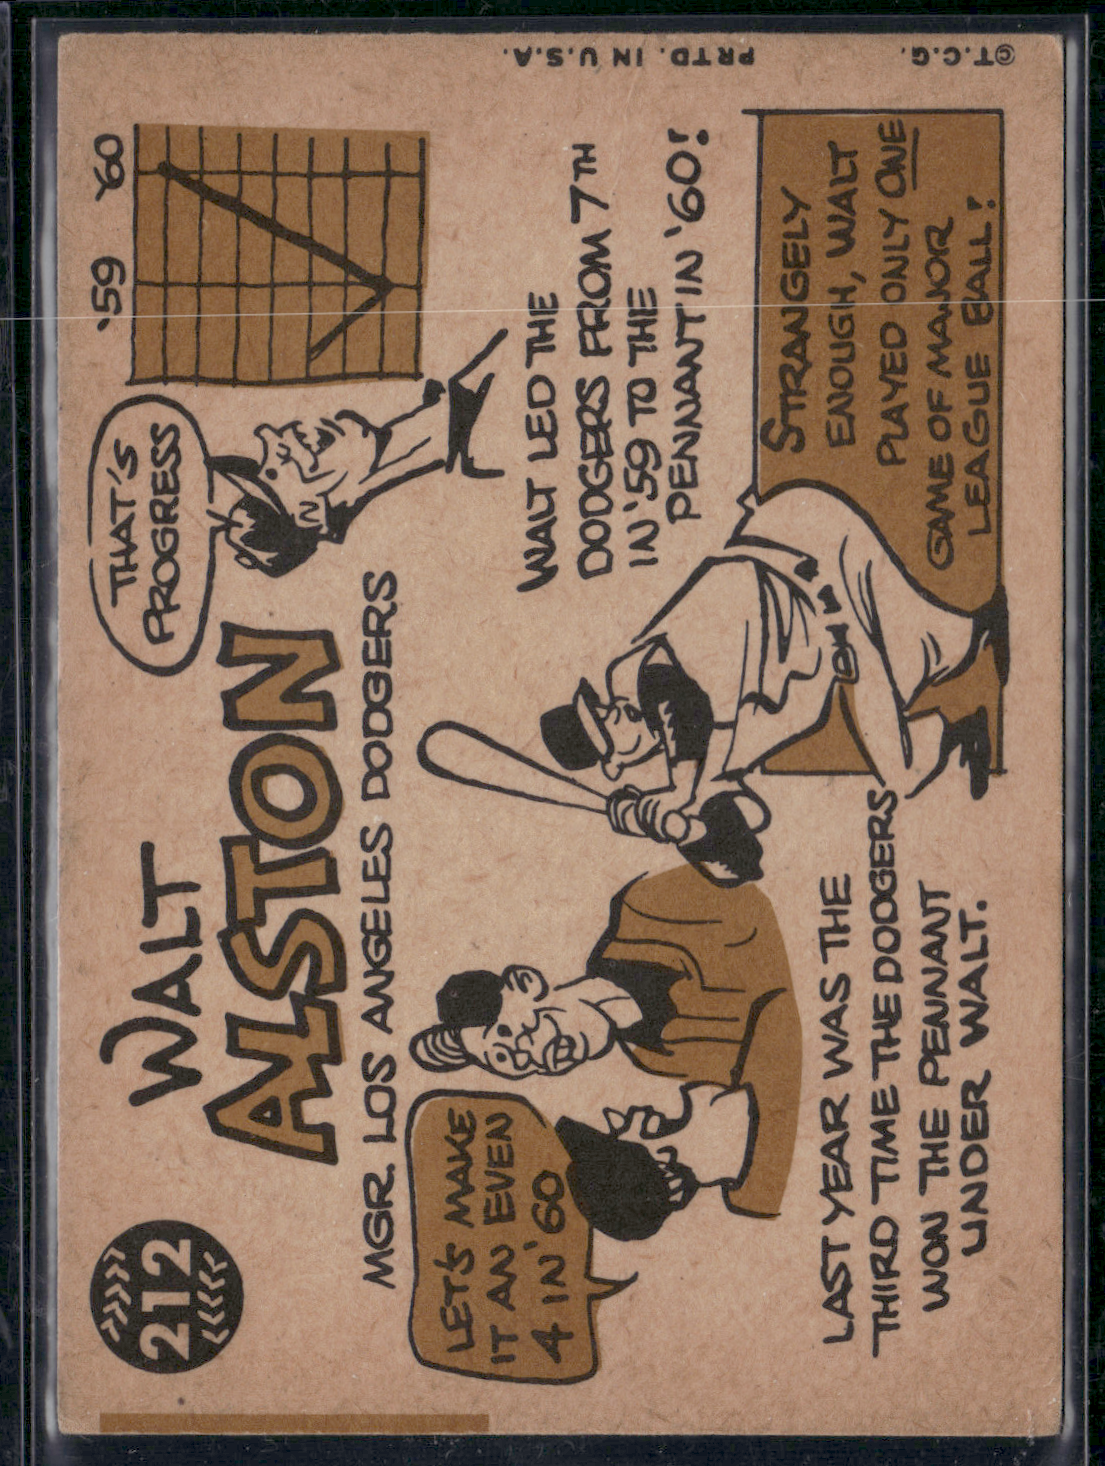 212
WALT
ALSTON
MGR. LOS ANGELES DODGERS
THAT'S
PROGRESS
'59 '60
LET'S MAKE
IT AN EVEN
4 IN '60
WALT LED THE
DODGERS FROM 7TH
IN '59 TO THE
PENNANT IN '60!
LAST YEAR WAS THE
THIRD TIME THE DODGERS
WON THE PENNANT
UNDER WALT.
STRANGELY
ENOUGH, WALT
PLAYED ONLY ONE
GAME OF MAJOR
LEAGUE BALL!
©T.C.G. PRTD. IN U.S.A.